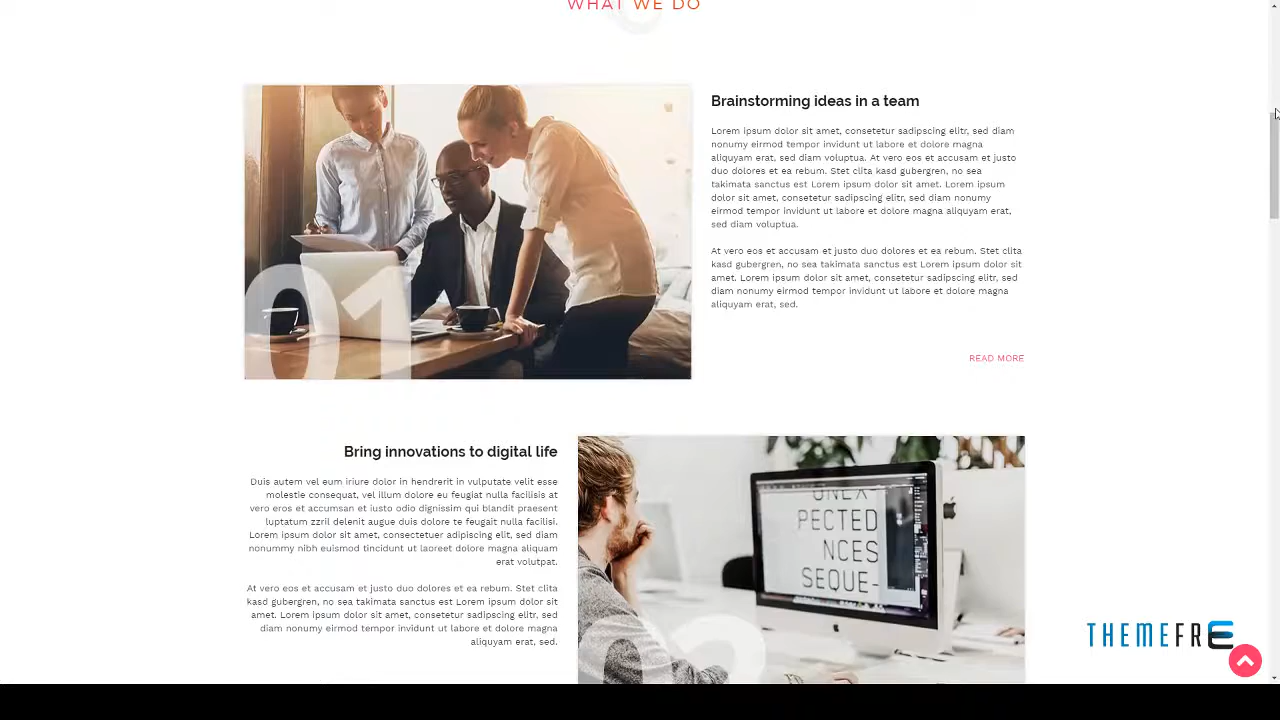 WHAT WE DO
Brainstorming ideas in a team
Lorem ipsum dolor sit amet, consetetur sadipscing elitr, sed diam
nonumy eirmod tempor invidunt ut labore et dolore magna
aliquyam erat, sed diam voluptua. At vero eos et accusam et justo
duo dolores et ea rebum. Stet clita kasd gubergren, no sea
takimata sanctus est Lorem ipsum dolor sit amet. Lorem ipsum
dolor sit amet, consetetur sadipscing elitr, sed diam nonumy
eirmod tempor invidunt ut labore et dolore magna aliquyam erat,
sed diam voluptua.
At vero eos et accusam et justo duo dolores et ea rebum. Stet clita
kasd gubergren, no sea takimata sanctus est Lorem ipsum dolor sit
amet. Lorem ipsum dolor sit amet, consetetur sadipscing elitr, sed
diam nonumy eirmod tempor invidunt ut labore et dolore magna
aliquyam erat, sed.
01
READ MORE
Bring innovations to digital life
Duis autem vel eum iriure dolor in hendrerit in vulputate velit esse
molestie consequat, vel illum dolore eu feugiat nulla facilisis at
vero eros et accumsan et iusto odio dignissim qui blandit praesent
luptatum zzril delenit augue duis dolore te feugait nulla facilisi.
Lorem ipsum dolor sit amet, consectetuer adipiscing elit, sed diam
nonummy nibh euismod tincidunt ut laoreet dolore magna aliquam
erat volutpat.
At vero eos et accusam et justo duo dolores et ea rebum. Stet clita
kasd gubergren, no sea takimata sanctus est Lorem ipsum dolor sit
amet. Lorem ipsum dolor sit amet, consetetur sadipscing elitr, sed
diam nonumy eirmod tempor invidunt ut labore et dolore magna
aliquyam erat, sed.
UNEX-
PECTED
NCES
SEQUE-
02
THEMEFRE